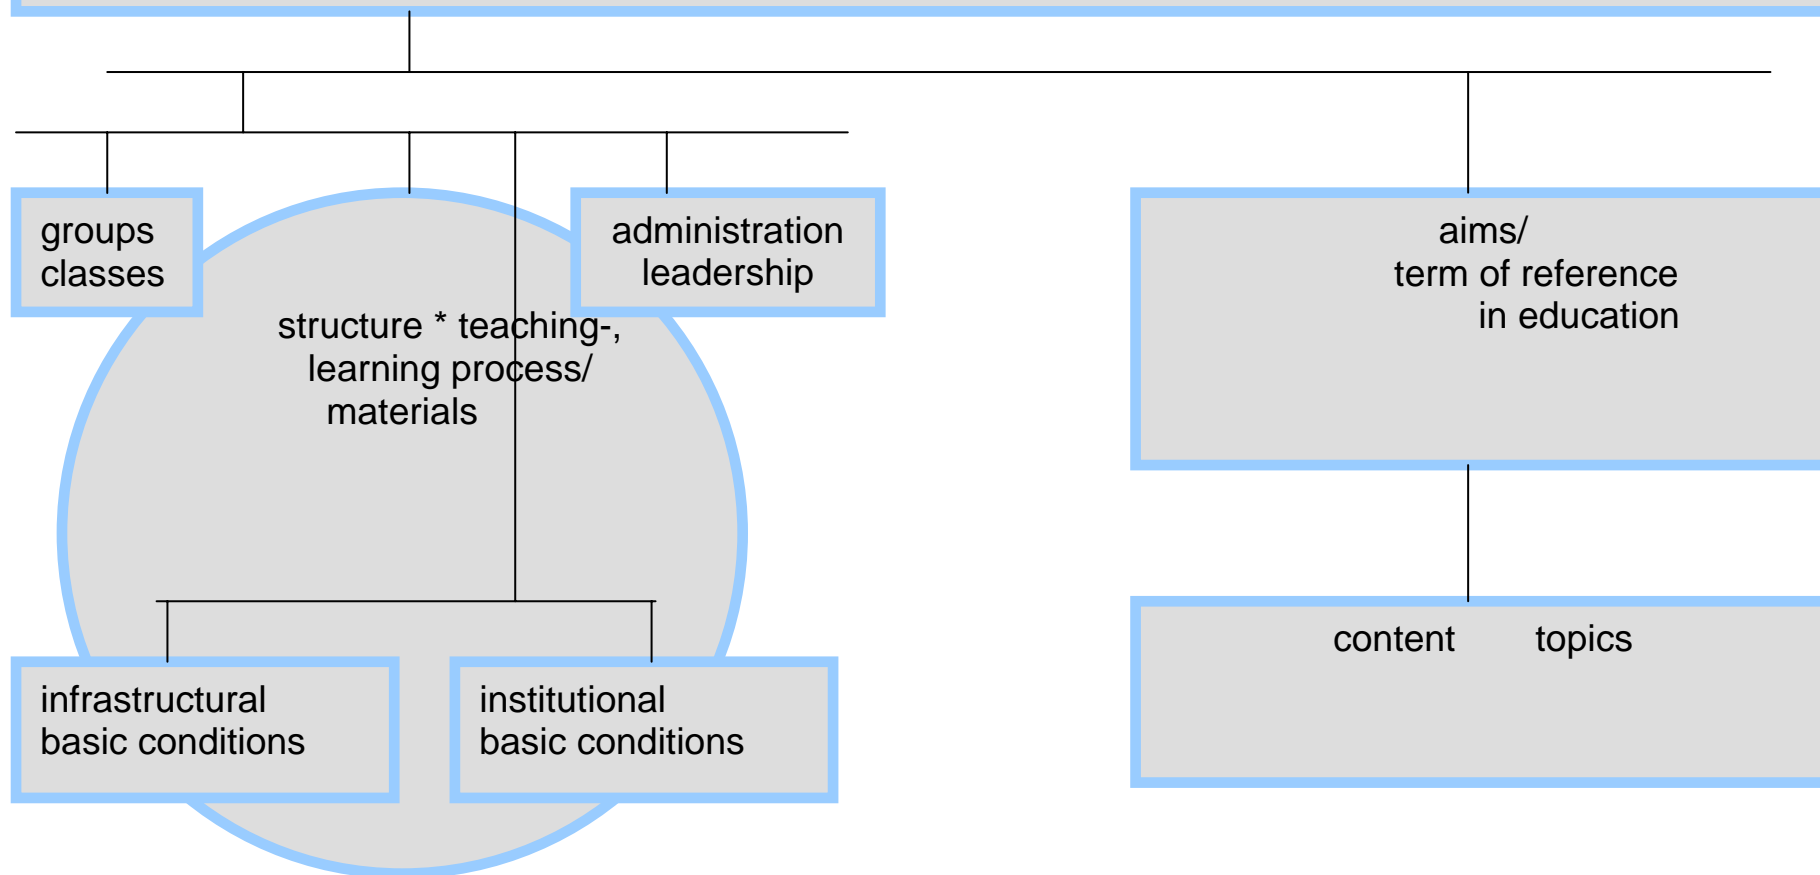 groups
classes
administration
leadership
structure * teaching-,
learning process/
materials
aims/
term of reference
in education
infrastructural
basic conditions
institutional
basic conditions
content topics